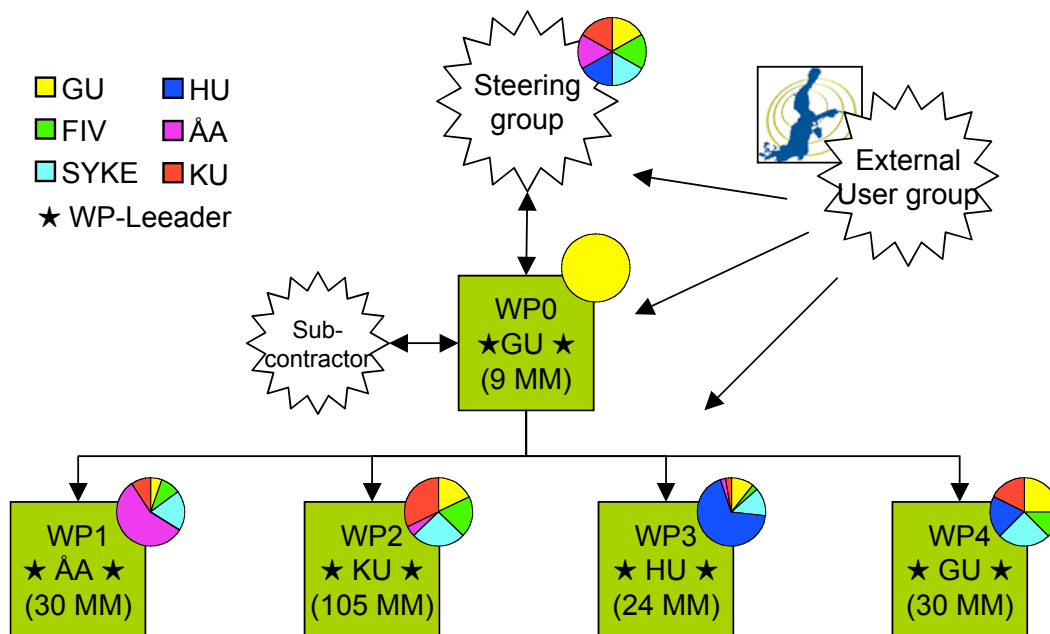 GU
HU
FIV
ÅA
SYKE
KU
★ WP-Leeader
Steering
group
External
User group
Sub-
contractor
WP0
★GU ★
(9 MM)
WP1
★ ÅA ★
(30 MM)
WP2
★ KU ★
(105 MM)
WP3
★ HU ★
(24 MM)
WP4
★ GU ★
(30 MM)